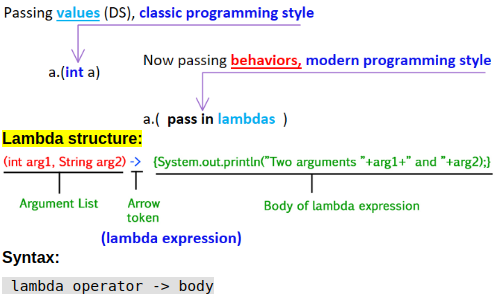 Passing values (DS), classic programming style
a.(int a)
Now passing behaviors, modern programming style
a.( pass in lambdas )
Lambda structure:
(int arg1, String arg2) -> {System.out.println("Two arguments "+arg1+" and "+arg2);}
Argument List
Arrow token
Body of lambda expression
(lambda expression)
Syntax:
lambda operator -> body